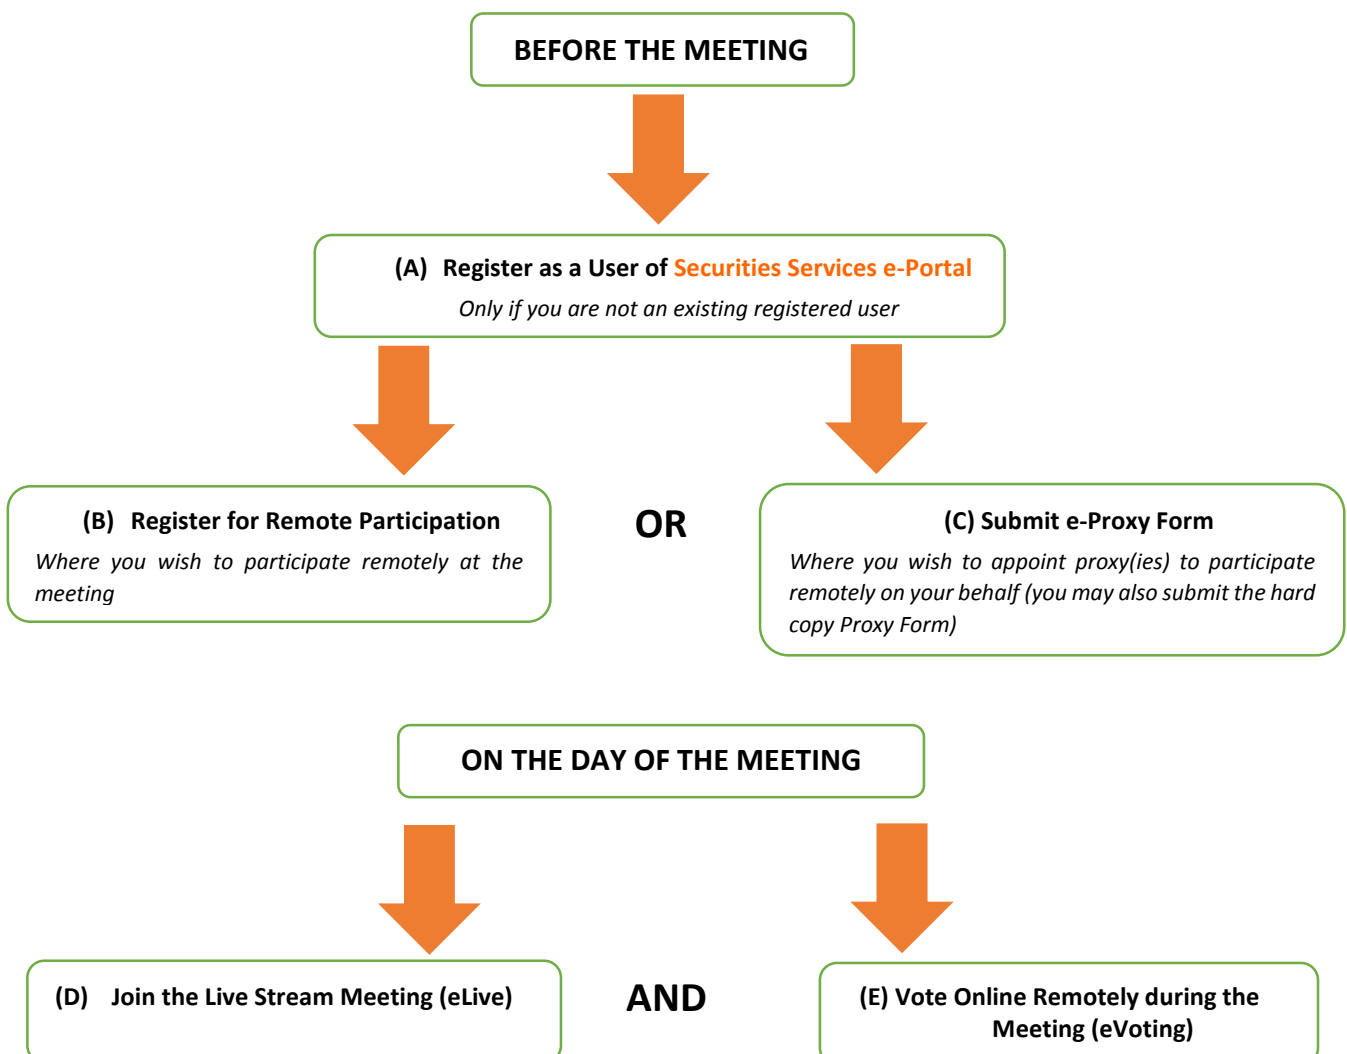 BEFORE THE MEETING
(A) Register as a User of Securities Services e-Portal
Only if you are not an existing registered user
(B) Register for Remote Participation
Where you wish to participate remotely at the
meeting
OR
(C) Submit e-Proxy Form
Where you wish to appoint proxy(ies) to participate
remotely on your behalf (you may also submit the hard
copy Proxy Form)
ON THE DAY OF THE MEETING
(D) Join the Live Stream Meeting (eLive)
AND
(E) Vote Online Remotely during the
Meeting (eVoting)